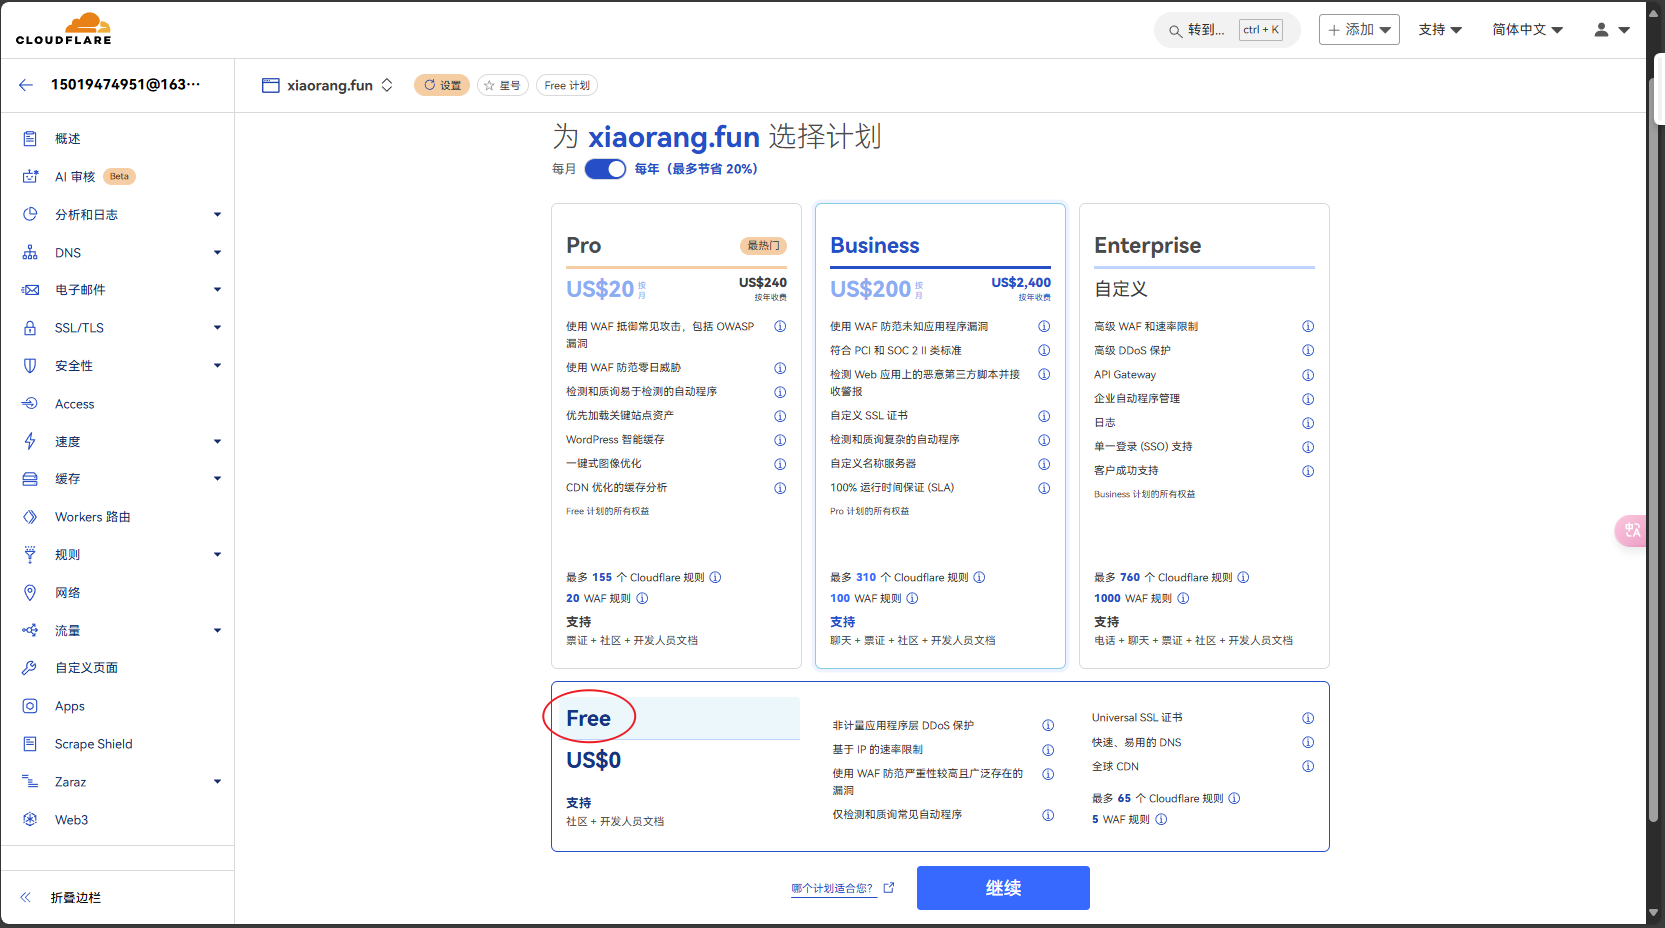 CLOUDFLARE
转到...
ctrl + K
添加
支持
简体中文
15019474951@163···
xiaorang.fun
设置
星号
Free 计划
概述
AI 审核 Beta
分析和日志
DNS
电子邮件
SSL/TLS
安全性
Access
速度
缓存
Workers 路由
规则
网络
流量
自定义页面
Apps
Scrape Shield
Zaraz
Web3
折叠边栏
为 xiaorang.fun 选择计划
每月 每年（最多节省 20%）
Pro
最热门
US$20 按月
US$240
按年收费
使用 WAF 抵御常见攻击，包括 OWASP
漏洞
使用 WAF 防范零日威胁
检测和质询易于检测的自动程序
优先加载关键站点资产
WordPress 智能缓存
一键式图像优化
CDN 优化的缓存分析
Free 计划的所有权益
最多 155 个 Cloudflare 规则
20 WAF 规则
支持
票证 + 社区 + 开发人员文档
Business
US$200 按月
US$2,400
按年收费
使用 WAF 防范未知应用程序漏洞
符合 PCI 和 SOC 2 II 类标准
检测 Web 应用上的恶意第三方脚本并接
收警报
自定义 SSL 证书
检测和质询复杂的自动程序
自定义名称服务器
100% 运行时间保证 (SLA)
Pro 计划的所有权益
最多 310 个 Cloudflare 规则
100 WAF 规则
支持
聊天 + 票证 + 社区 + 开发人员文档
Enterprise
自定义
高级 WAF 和速率限制
高级 DDoS 保护
API Gateway
企业自动程序管理
日志
单一登录 (SSO) 支持
客户成功支持
Business 计划的所有权益
最多 760 个 Cloudflare 规则
1000 WAF 规则
支持
电话 + 聊天 + 票证 + 社区 + 开发人员文档
Free
US$0
支持
社区 + 开发人员文档
非计量应用程序层 DDoS 保护
基于 IP 的速率限制
使用 WAF 防范严重性较高且广泛存在的
漏洞
仅检测和质询常见自动程序
Universal SSL 证书
快速、易用的 DNS
全球 CDN
最多 65 个 Cloudflare 规则
5 WAF 规则
哪个计划适合您？
继续